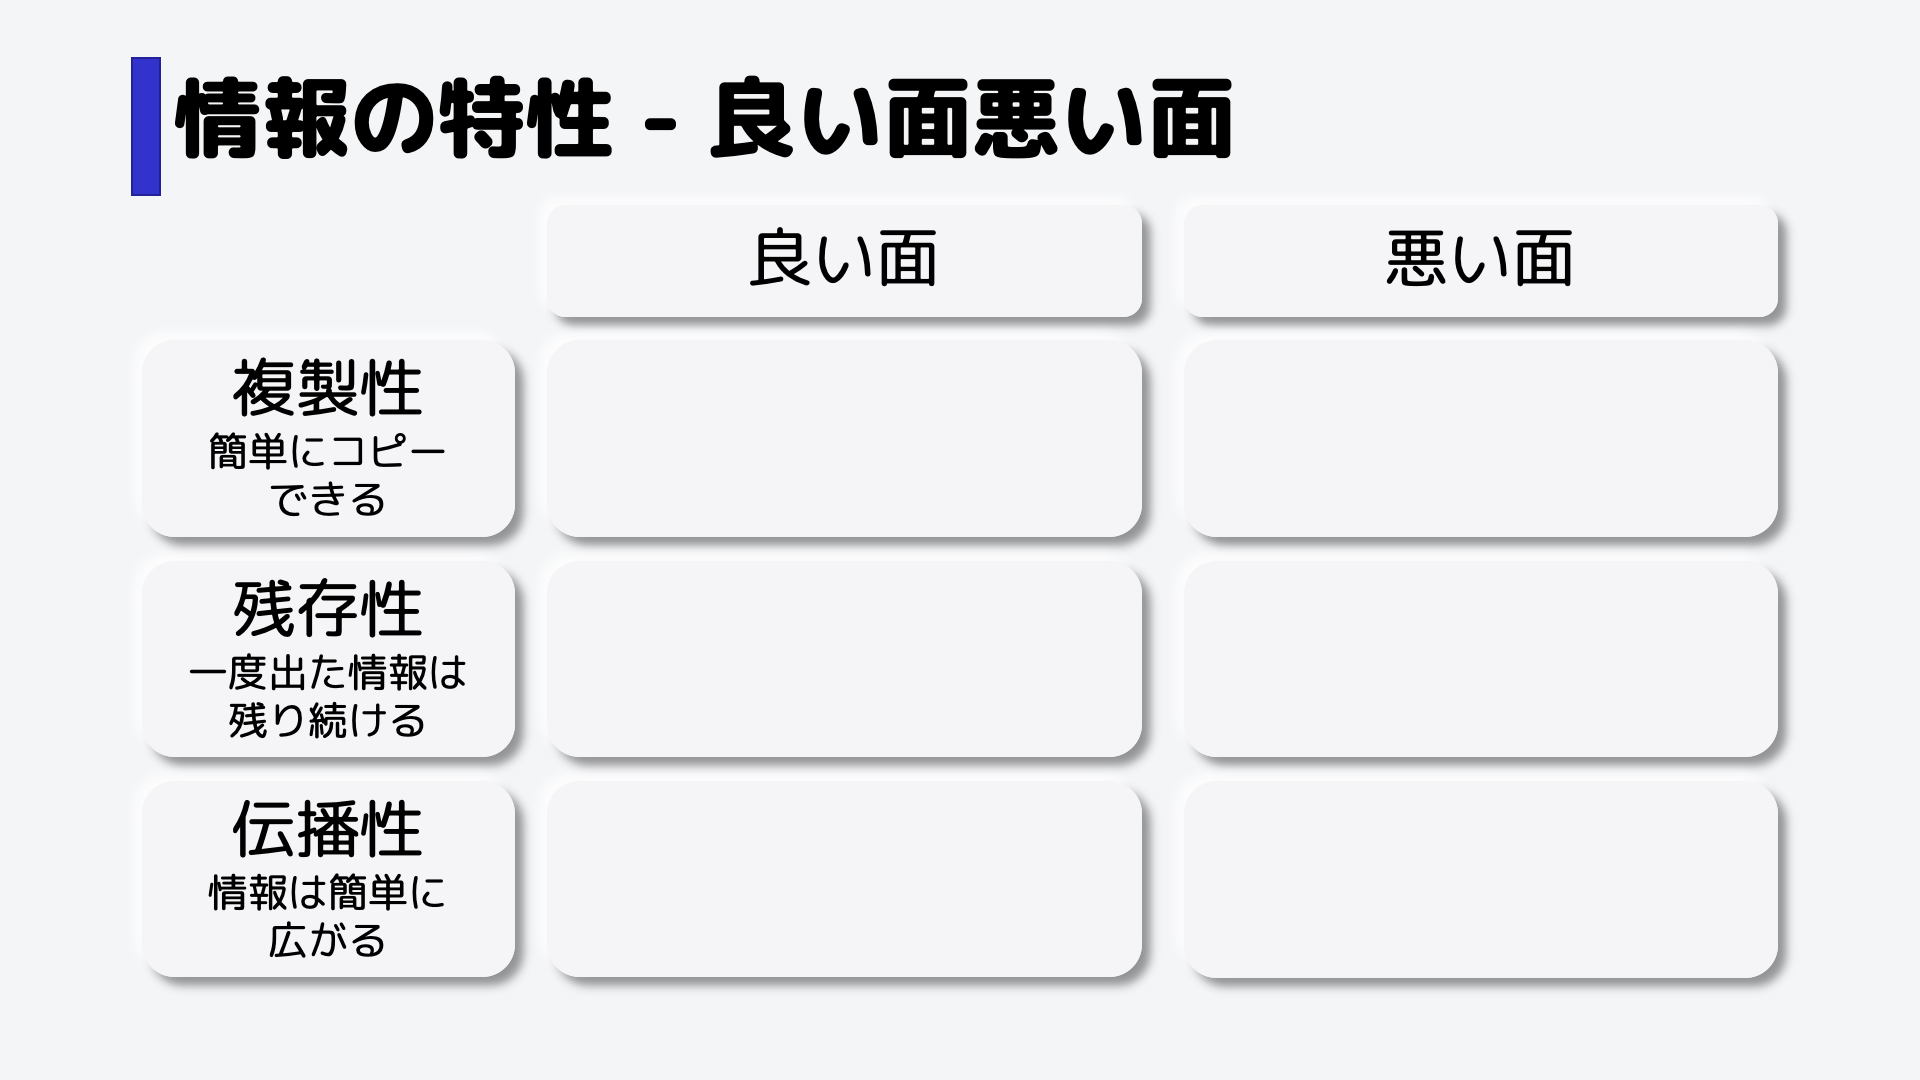 情報の特性 - 良い面悪い面
良い面
悪い面
複製性
簡単にコピー
できる
残存性
一度出た情報は
残り続ける
伝播性
情報は簡単に
広がる